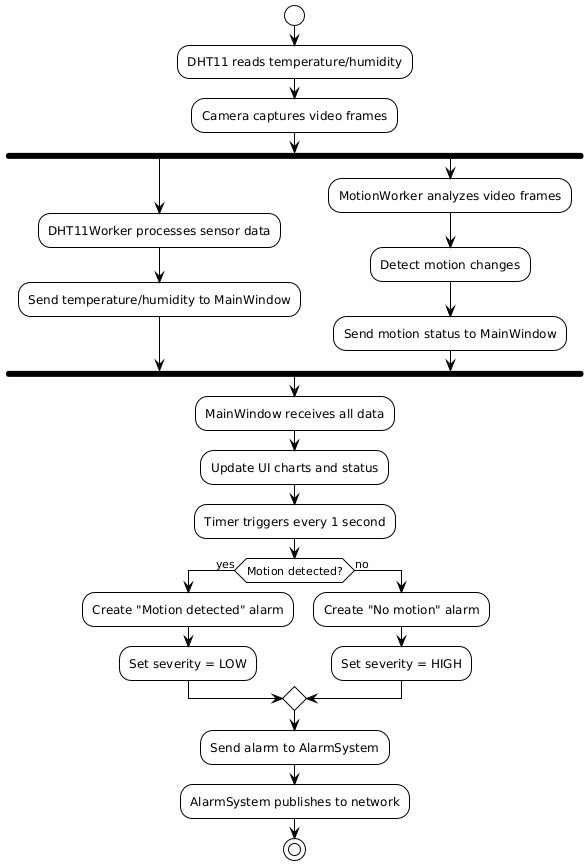 DHT11 reads temperature/humidity
Camera captures video frames
MotionWorker analyzes video frames
DHT11Worker processes sensor data
Detect motion changes
Send temperature/humidity to MainWindow
Send motion status to MainWindow
MainWindow receives all data
Update UI charts and status
Timer triggers every 1 second
yes
Motion detected?
no
Create "Motion detected" alarm
Create "No motion" alarm
Set severity = LOW
Set severity = HIGH
Send alarm to AlarmSystem
AlarmSystem publishes to network